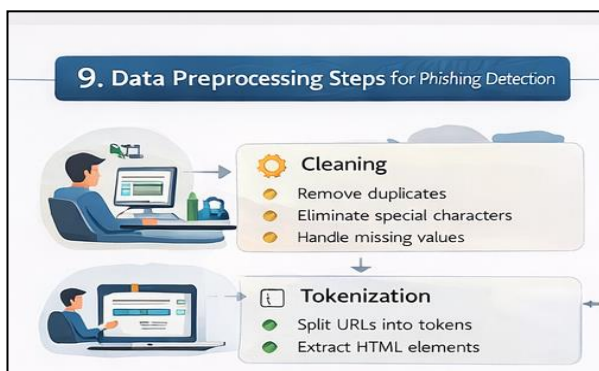 9. Data Preprocessing Steps for Phishing Detection
Cleaning
Remove duplicates
Eliminate special characters
Handle missing values
Tokenization
Split URLs into tokens
Extract HTML elements